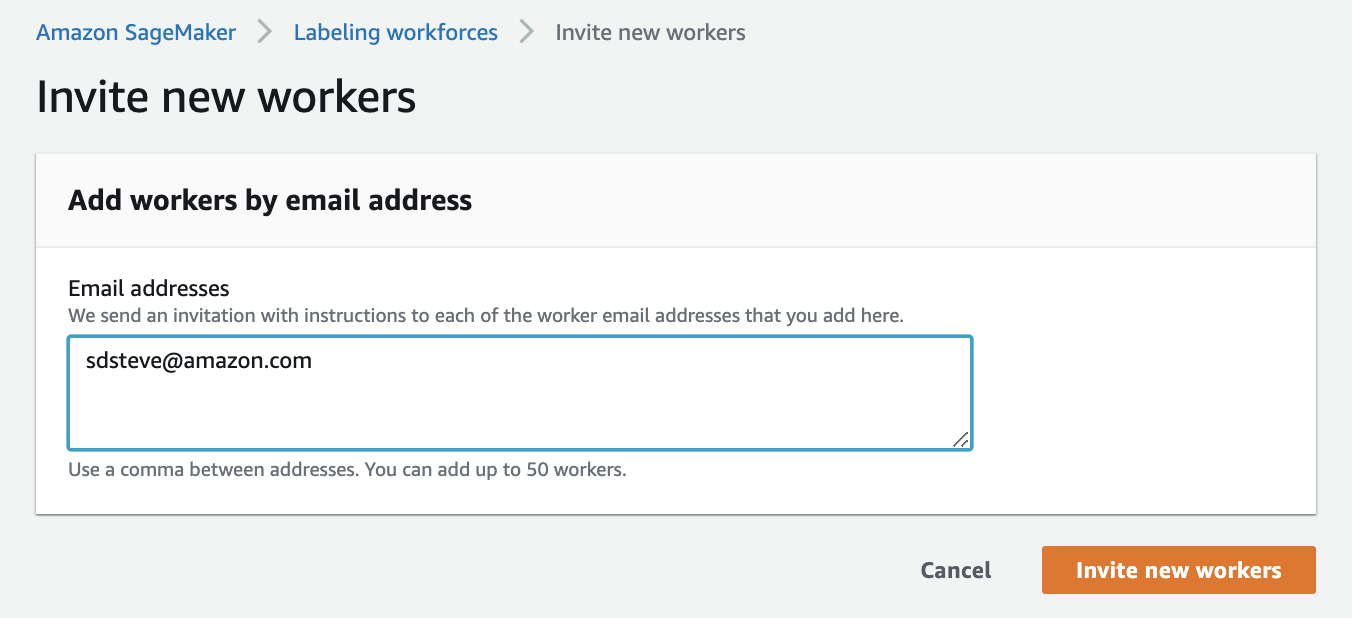 Amazon SageMaker > Labeling workforces > Invite new workers
Invite new workers
Add workers by email address
Email addresses
We send an invitation with instructions to each of the worker email addresses that you add here.
sdsteve@amazon.com
Use a comma between addresses. You can add up to 50 workers.
Cancel Invite new workers